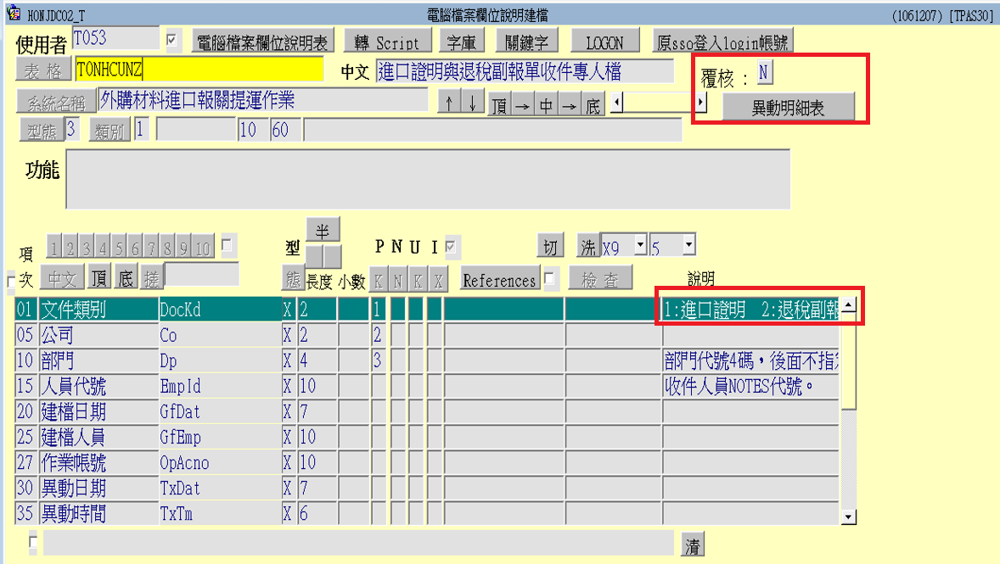 HONJDC02_T 電腦檔案欄位說明建檔 (1061207) [TPAS30]
使用者 T053 電腦檔案欄位說明表 轉 Script 字庫 關鍵字 LOGON 原sso登入login帳號
表 格 TONHCUNZ 中文 進口證明與退稅副報單收件專人檔 覆核 : N
系統名稱 外購材料進口報關提運作業 ↑ ↓ 頂 → 中 → 底 異動明細表
型態 3 類別 1 10 60
功能
半
項 1 2 3 4 5 6 7 8 9 10 型 P N U I 切 洗 X9 5
次 中文 頂 底 搓 態 長度 小數 K N K X References 檢 查 說明
01 文件類別 DocKd X 2 1 1:進口證明 2:退稅副報
05 公司 Co X 2 2
10 部門 Dp X 4 3 部門代號4碼，後面不指
15 人員代號 EmpId X 10 收件人員NOTES代號。
20 建檔日期 GfDat X 7
25 建檔人員 GfEmp X 10
27 作業帳號 OpAcno X 10
30 異動日期 TxDat X 7
35 異動時間 TxTm X 6
清